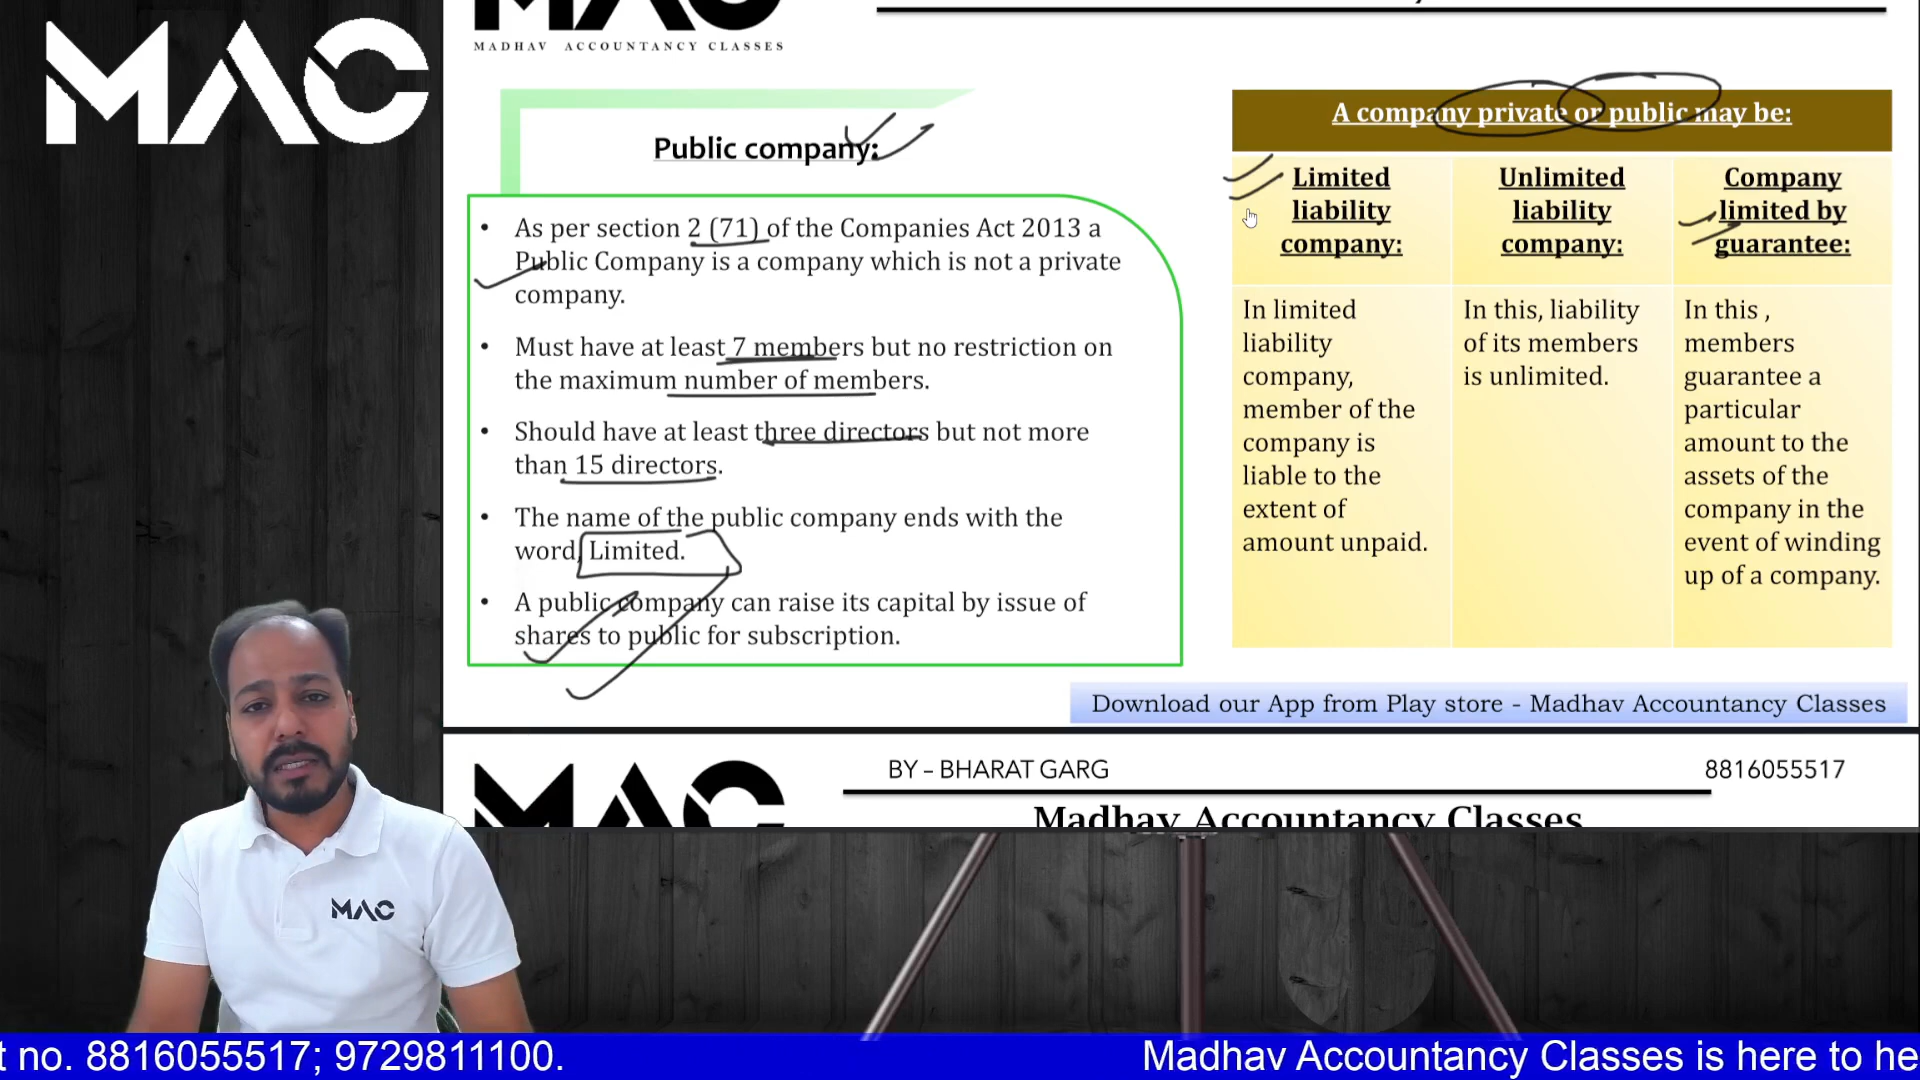 MAC
MADHAV ACCOUNTANCY CLASSES
Public company:
• As per section 2 (71) of the Companies Act 2013 a
Public Company is a company which is not a private
company.
• Must have at least 7 members but no restriction on
the maximum number of members.
• Should have at least three directors but not more
than 15 directors.
• The name of the public company ends with the
word, Limited.
• A public company can raise its capital by issue of
shares to public for subscription.
A company private or public may be:
Limited
liability
company:
In limited
liability
company,
member of the
company is
liable to the
extent of
amount unpaid.
Unlimited
liability
company:
In this, liability
of its members
is unlimited.
Company
limited by
guarantee:
In this ,
members
guarantee a
particular
amount to the
assets of the
company in the
event of winding
up of a company.
Download our App from Play store - Madhav Accountancy Classes
MAC
BY – BHARAT GARG
8816055517
Madhav Accountancy Classes
MAC
t no. 8816055517; 9729811100.
Madhav Accountancy Classes is here to he